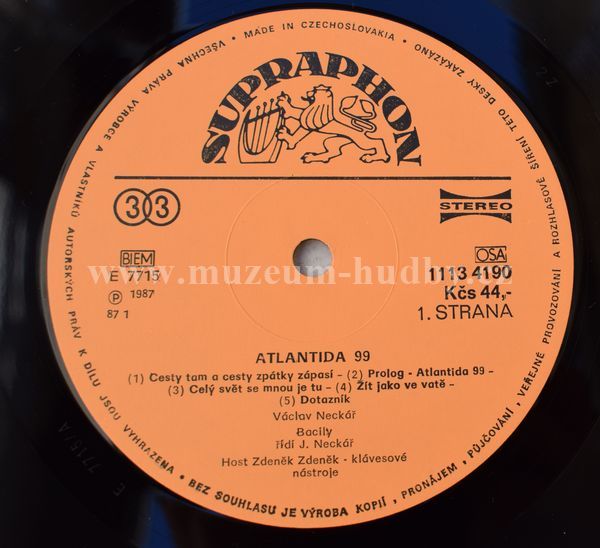 VŠECHNA PRÁVA VÝROBCE A VLASTNÍKŮ AUTORSKÝCH PRÁV K DÍLU JSOU VYHRAZENA • BEZ SOUHLASU JE VÝROBA KOPIÍ, PRONÁJEM, PŮJČOVÁNÍ, VEŘEJNÉ PROVOZOVÁNÍ A ROZHLASOVÉ ŠÍŘENÍ TÉTO DESKY ZAKÁZÁNO • MADE IN CZECHOSLOVAKIA •
SUPRAPHON
33
STEREO
BIEM
E 7715
Ⓟ 1987
87 1
OSA
1113 4190
Kčs 44,-
1. STRANA
www.muzeum-hudby.cz
ATLANTIDA 99
(1) Cesty tam a cesty zpátky zápasí – (2) Prolog - Atlantida 99 –
(3) Celý svět se mnou je tu – (4) Žít jako ve vatě –
(5) Dotazník
Václav Neckář
Bacily
řídí J. Neckář
Host Zdeněk Zdeněk - klávesové
nástroje
E 7715/A